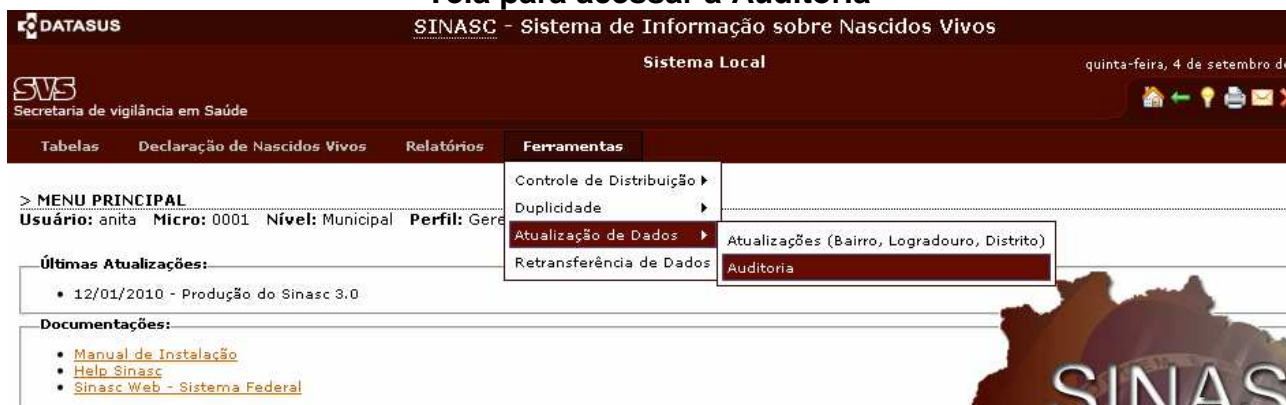 Tela para acessar a Auditoria
DATASUS
SINASC - Sistema de Informação sobre Nascidos Vivos
Sistema Local
quinta-feira, 4 de setembro de
SVS
Secretaria de vigilância em Saúde
Tabelas Declaração de Nascidos Vivos Relatórios Ferramentas
Controle de Distribuição
Duplicidade
Atualização de Dados
Retransferência de Dados
Atualizações (Bairro, Logradouro, Distrito)
Auditoria
> MENU PRINCIPAL
Usuário: anita Micro: 0001 Nível: Municipal Perfil: Gere
Últimas Atualizações:
• 12/01/2010 - Produção do Sinasc 3.0
Documentações:
• Manual de Instalação
• Help Sinasc
• Sinasc Web - Sistema Federal
SINAS